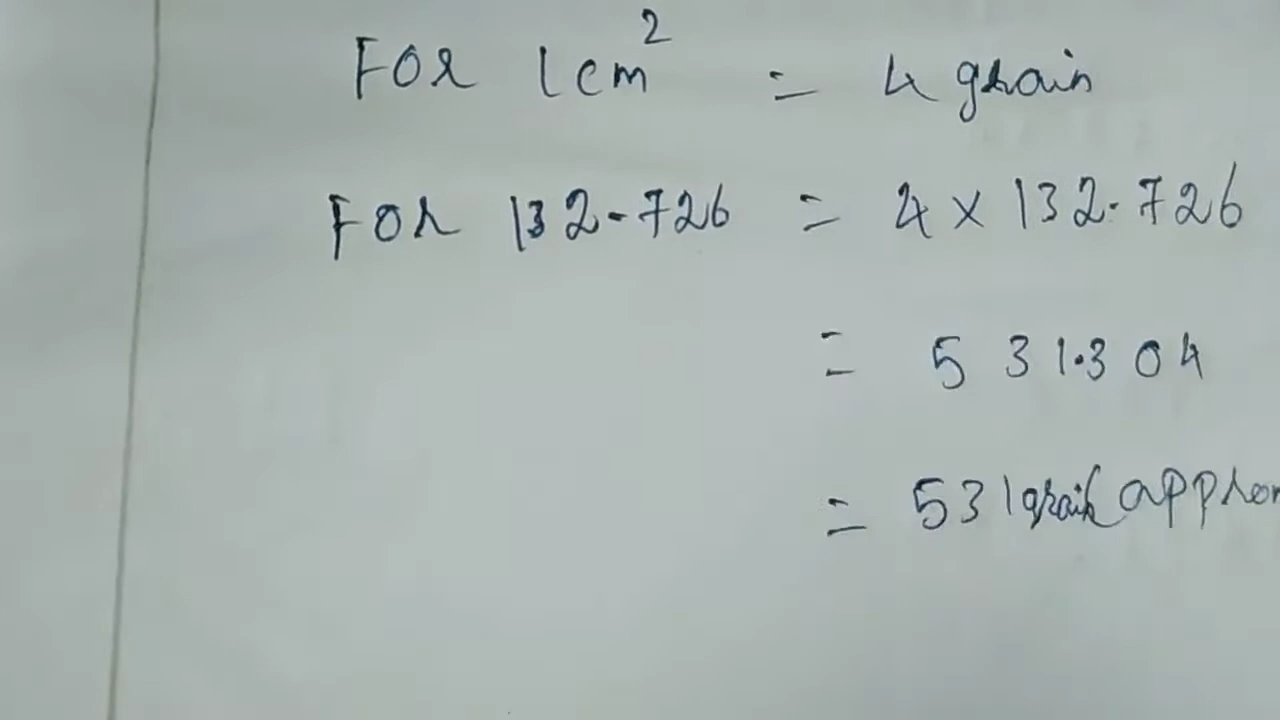 For 1cm² = 4 grain
For 132.726 = 4 × 132.726
= 531.304
= 531 grain